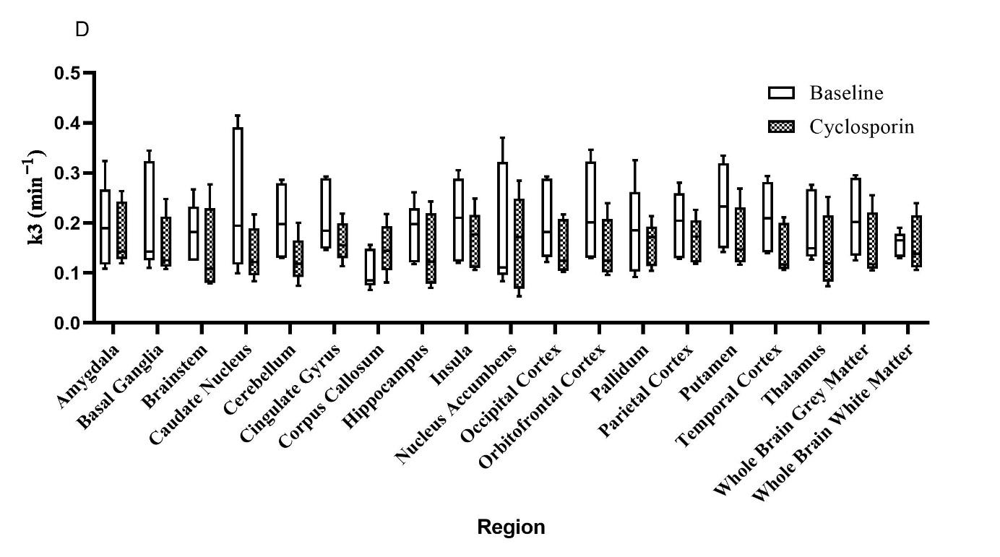 D
0.5
0.4
0.3
0.2
0.1
0.0
k3 (min⁻¹)
Baseline
Cyclosporin
Amygdala
Basal Ganglia
Brainstem
Caudate Nucleus
Cerebellum
Cingulate Gyrus
Corpus Callosum
Hippocampus
Insula
Nucleus Accumbens
Occipital Cortex
Orbitofrontal Cortex
Pallidum
Parietal Cortex
Putamen
Temporal Cortex
Thalamus
Whole Brain Grey Matter
Whole Brain White Matter
Region